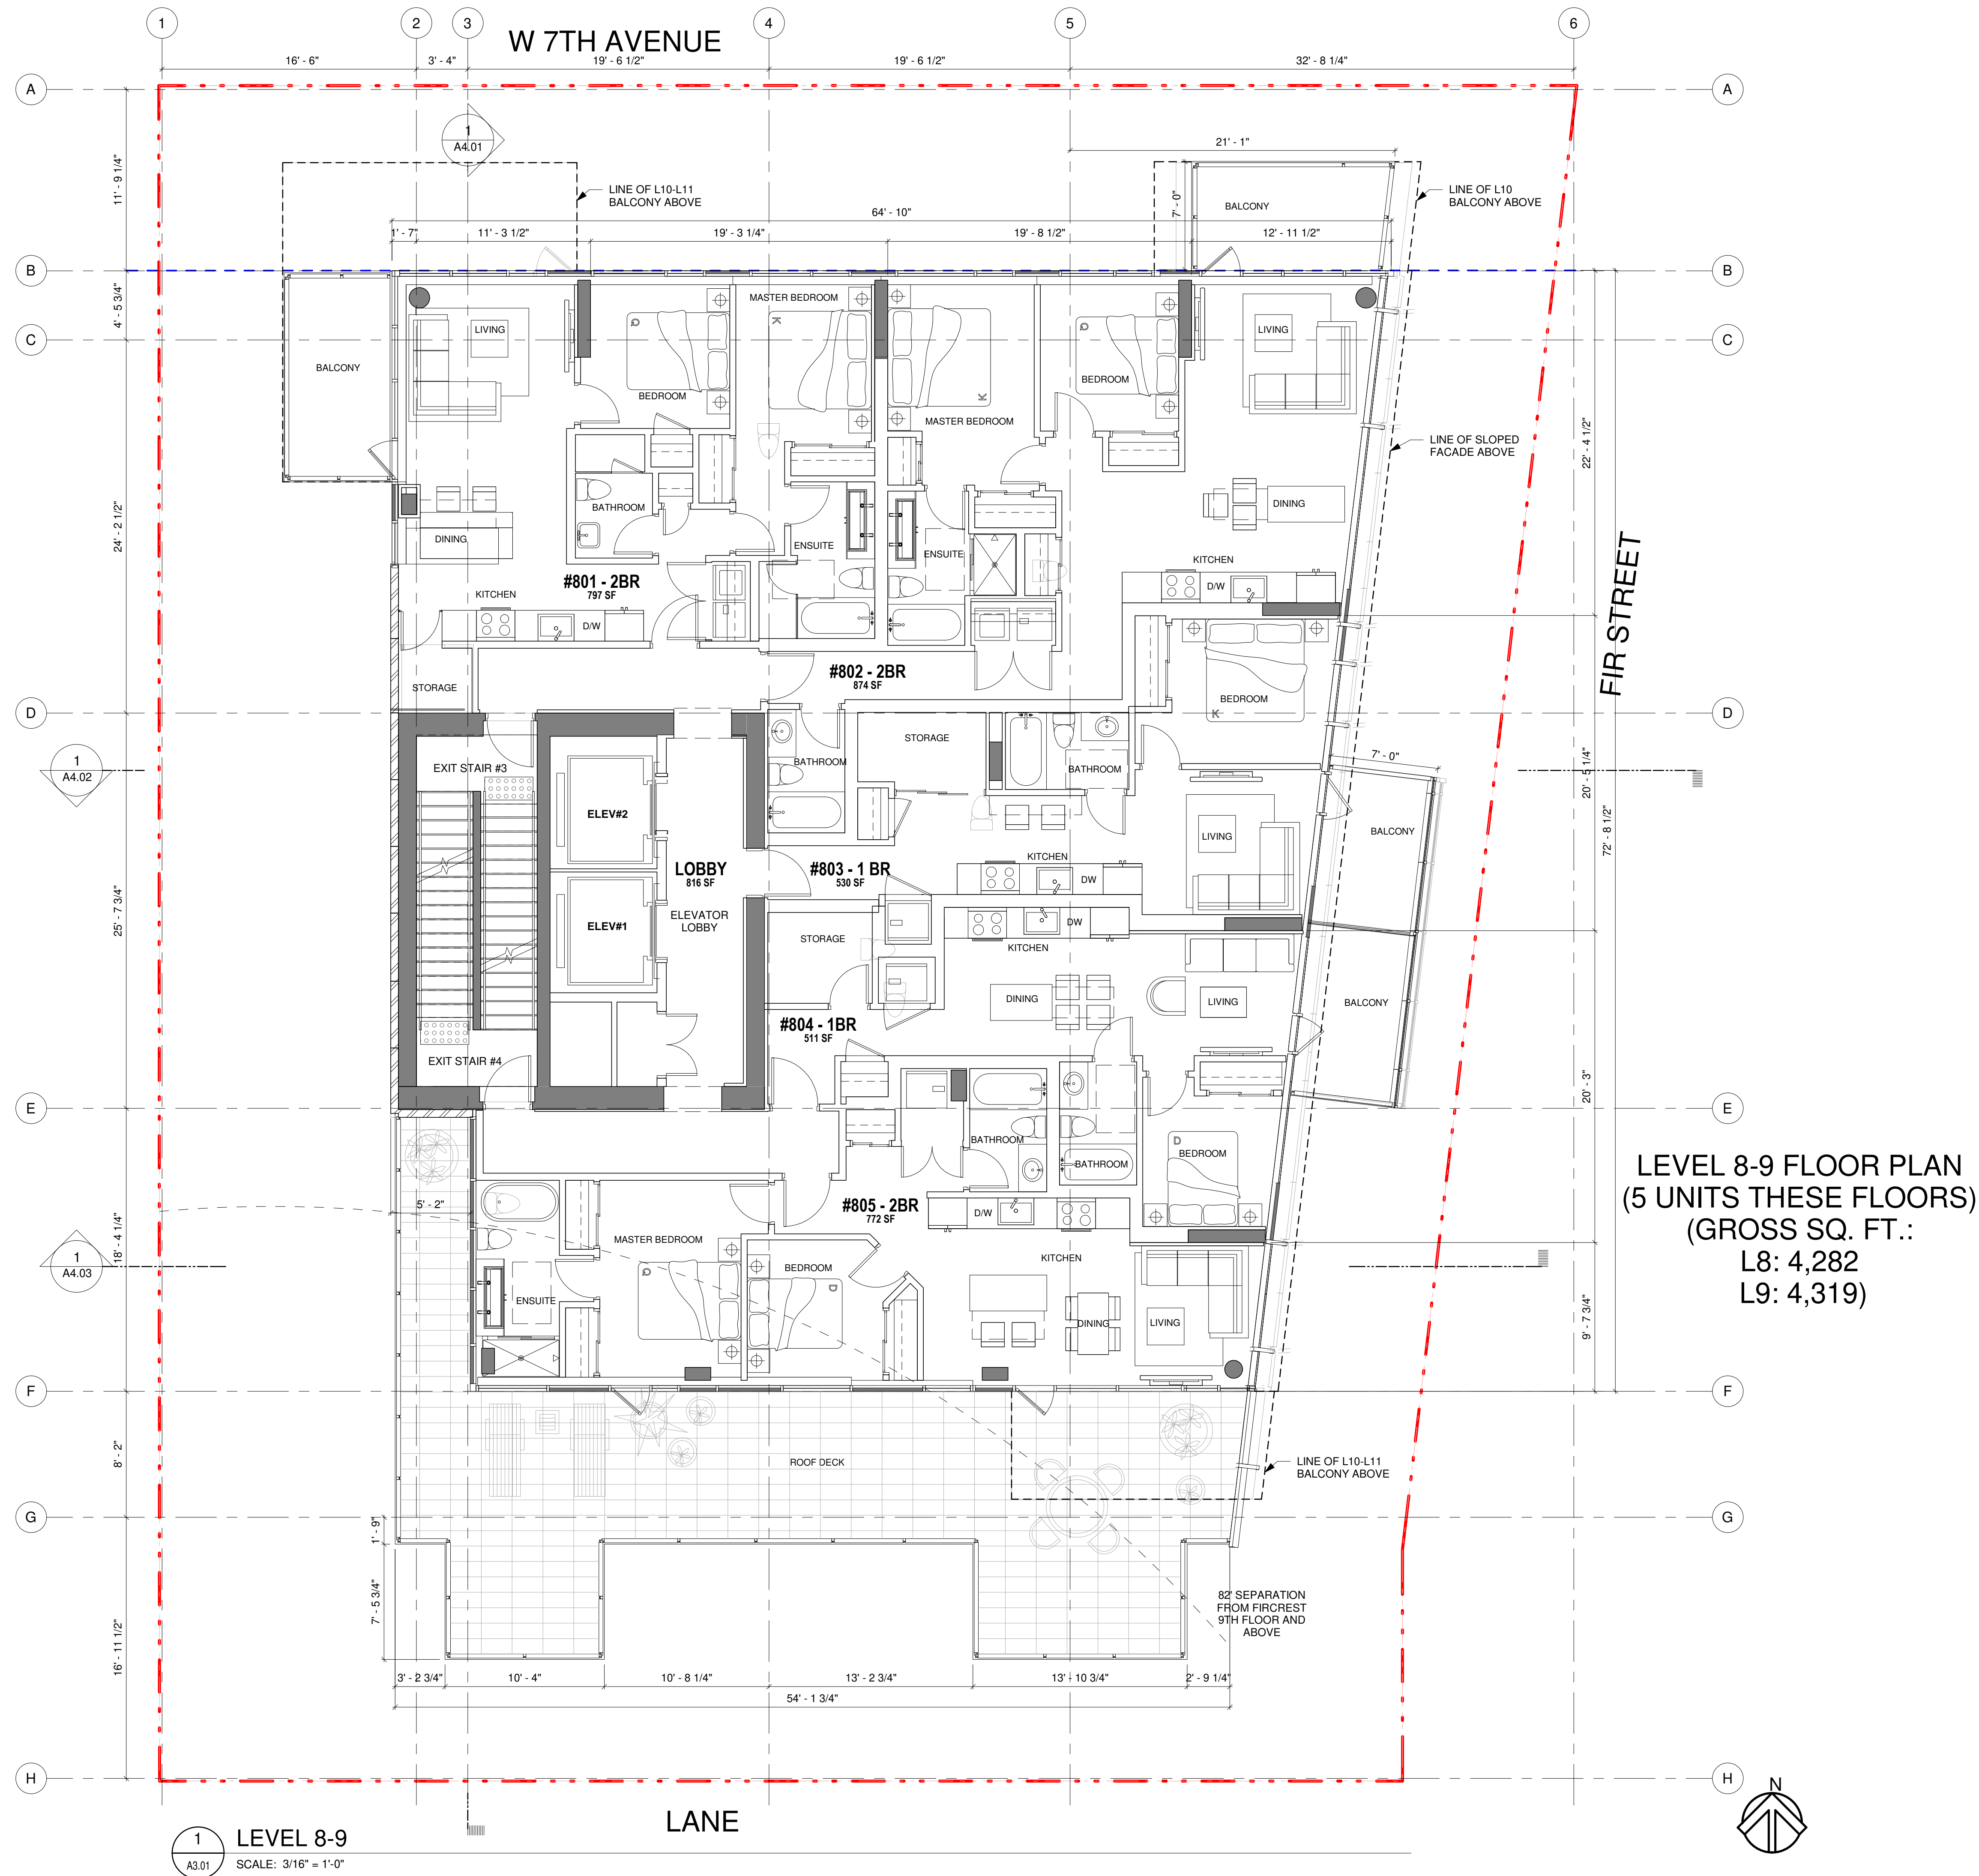 1
2
3
4
5
6
W 7TH AVENUE
16' - 6"
3' - 4"
19' - 6 1/2"
19' - 6 1/2"
32' - 8 1/4"
A
A
1
A4.01
21' - 1"
11' - 9 1/4"
LINE OF L10-L11
BALCONY ABOVE
7' - 0"
BALCONY
LINE OF L10
BALCONY ABOVE
64' - 10"
1' - 7"
11' - 3 1/2"
19' - 3 1/4"
19' - 8 1/2"
12' - 11 1/2"
B
B
4' - 5 3/4"
MASTER BEDROOM
LIVING
LIVING
Q
K
Q
C
C
BALCONY
BEDROOM
BEDROOM
K
MASTER BEDROOM
22' - 4 1/2"
LINE OF SLOPED
FACADE ABOVE
24' - 2 1/2"
BATHROOM
DINING
DINING
ENSUITE
ENSUITE
KITCHEN
#801 - 2BR
797 SF
D/W
KITCHEN
D/W
FIR STREET
#802 - 2BR
874 SF
STORAGE
BEDROOM
K
D
D
STORAGE
1
A4.02
EXIT STAIR #3
BATHROOM
BATHROOM
7' - 0"
20' - 5 1/4"
72' - 8 1/2"
ELEV#2
LIVING
BALCONY
KITCHEN
LOBBY
816 SF
#803 - 1 BR
530 SF
DW
25' - 7 3/4"
ELEVATOR
LOBBY
ELEV#1
STORAGE
DW
KITCHEN
DINING
LIVING
BALCONY
#804 - 1BR
511 SF
EXIT STAIR #4
20' - 3"
E
E
BATHROOM
D
BEDROOM
BATHROOM
LEVEL 8-9 FLOOR PLAN
(5 UNITS THESE FLOORS)
(GROSS SQ. FT.:
L8: 4,282
L9: 4,319)
5' - 2"
#805 - 2BR
772 SF
D/W
18' - 4 1/4"
MASTER BEDROOM
KITCHEN
1
A4.03
BEDROOM
Q
D
ENSUITE
DINING
LIVING
9' - 7 3/4"
F
F
8' - 2"
ROOF DECK
LINE OF L10-L11
BALCONY ABOVE
G
G
1' - 9"
7' - 5 3/4"
82' SEPARATION
FROM FIRCREST
9TH FLOOR AND
ABOVE
16' - 11 1/2"
3' - 2 3/4"
10' - 4"
10' - 8 1/4"
13' - 2 3/4"
13' - 10 3/4"
2' - 9 1/4"
54' - 1 3/4"
H
H
N
LANE
1
A3.01
LEVEL 8-9
SCALE: 3/16" = 1'-0"